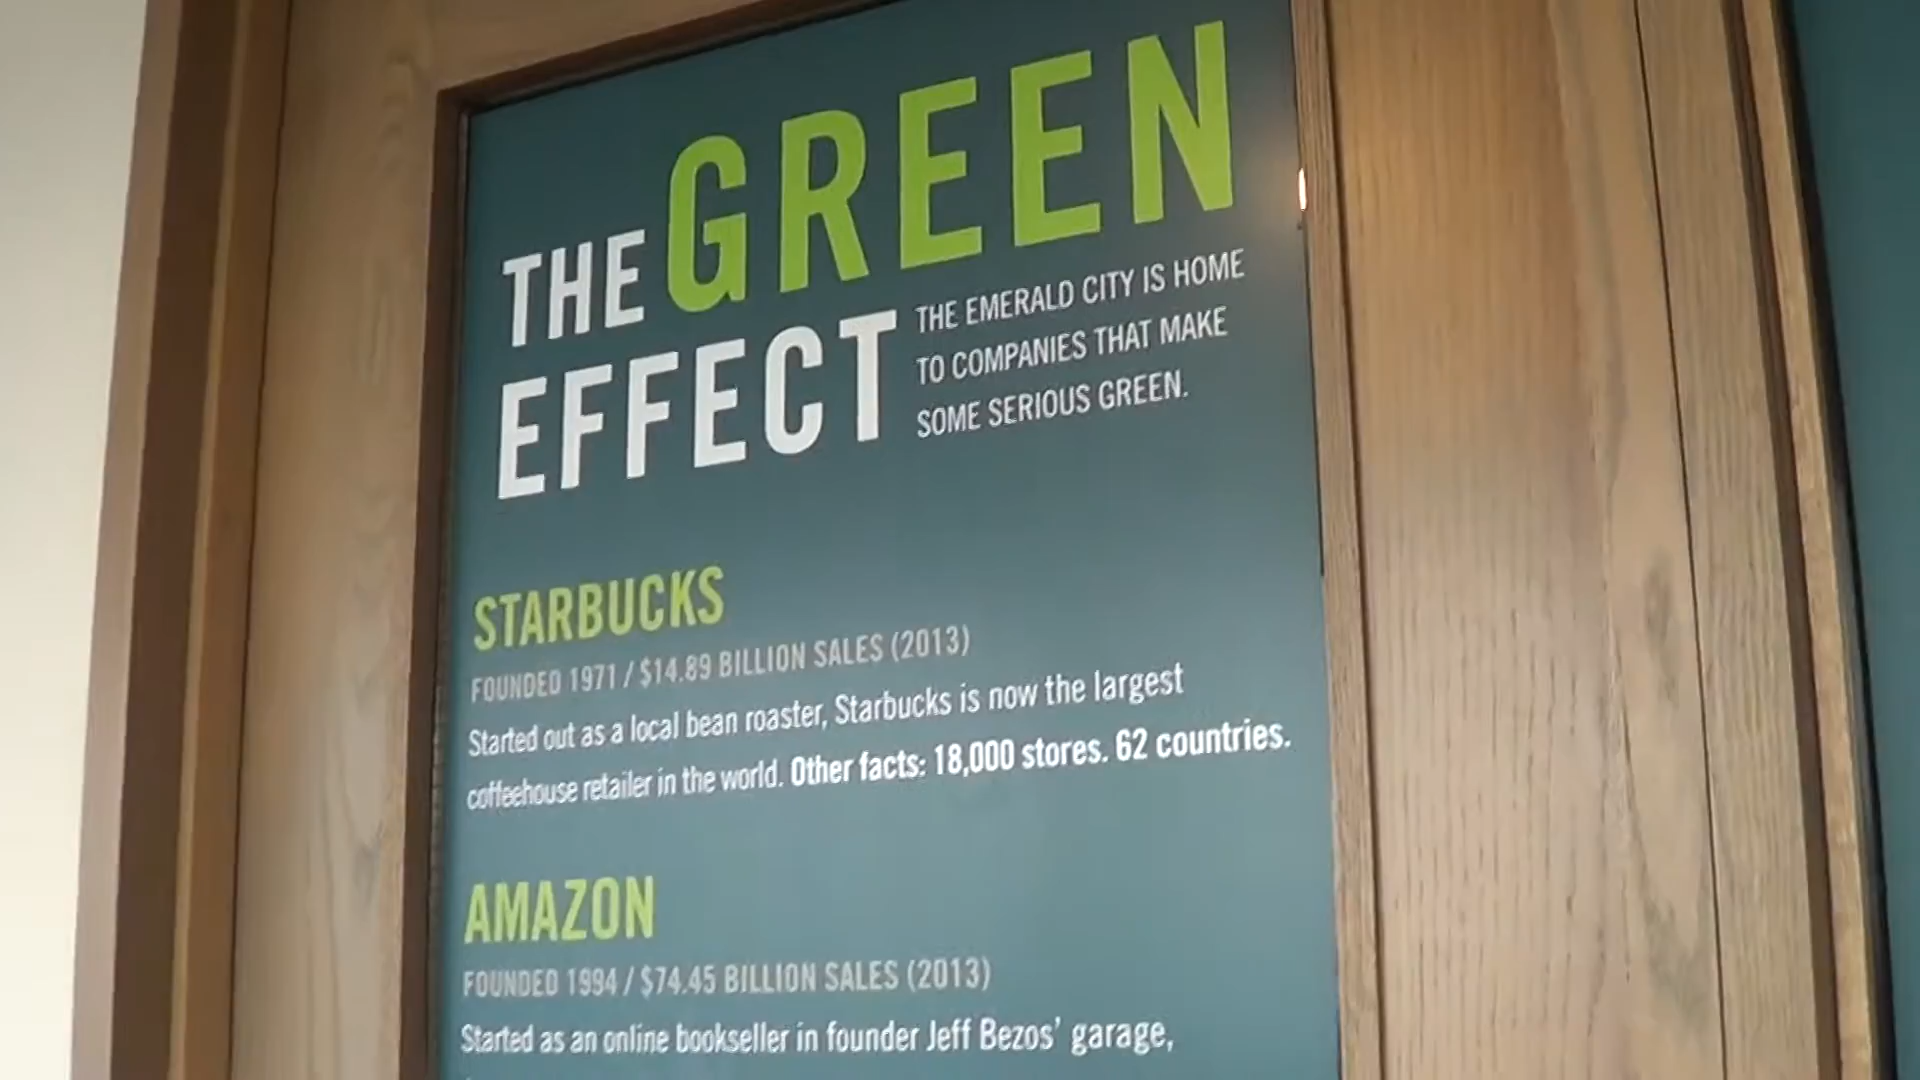 THE GREEN
EFFECT
THE EMERALD CITY IS HOME
TO COMPANIES THAT MAKE
SOME SERIOUS GREEN.
STARBUCKS
FOUNDED 1971 / $14.89 BILLION SALES (2013)
Started out as a local bean roaster, Starbucks is now the largest
coffeehouse retailer in the world. Other facts: 18,000 stores. 62 countries.
AMAZON
FOUNDED 1994 / $74.45 BILLION SALES (2013)
Started as an online bookseller in founder Jeff Bezos' garage,